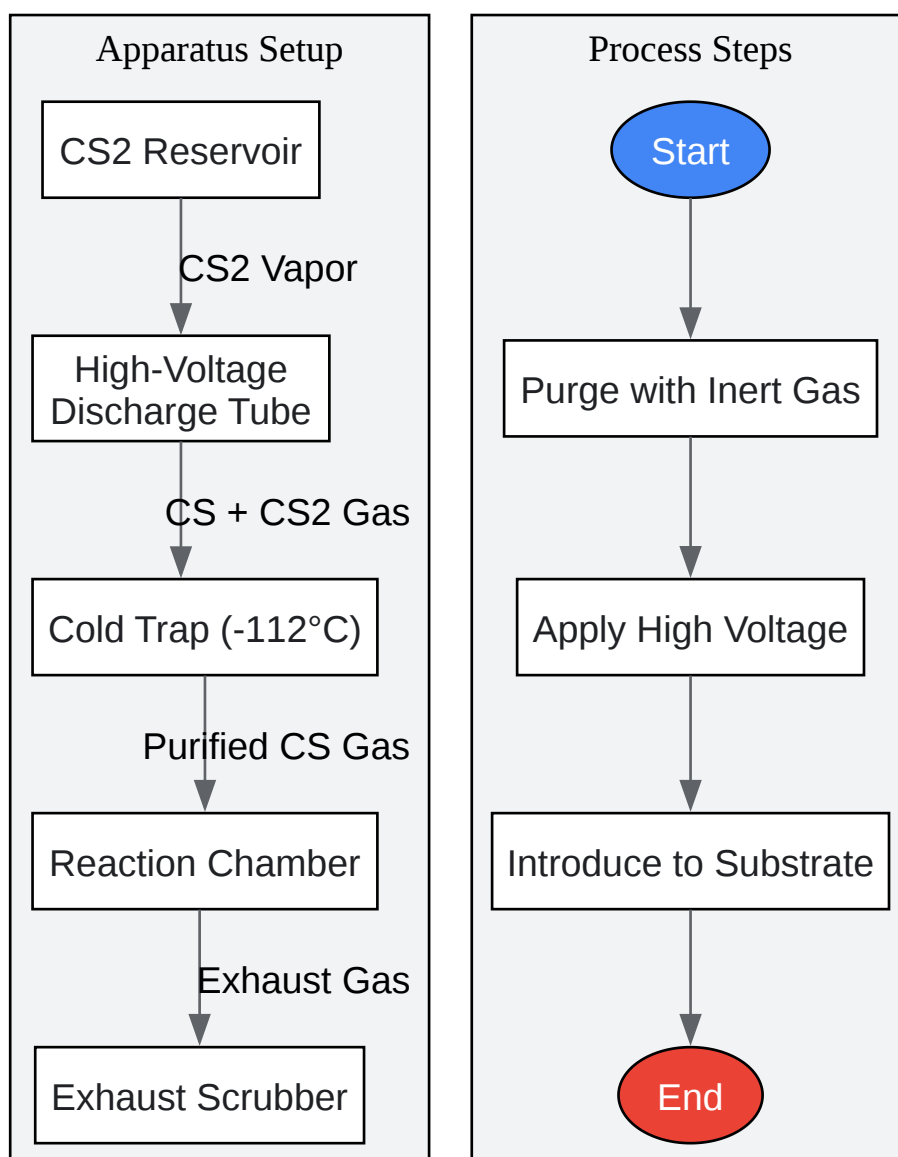 Apparatus Setup
CS2 Reservoir
CS2 Vapor
High-Voltage
Discharge Tube
CS + CS2 Gas
Cold Trap (-112°C)
Purified CS Gas
Reaction Chamber
Exhaust Gas
Exhaust Scrubber
Process Steps
Start
Purge with Inert Gas
Apply High Voltage
Introduce to Substrate
End